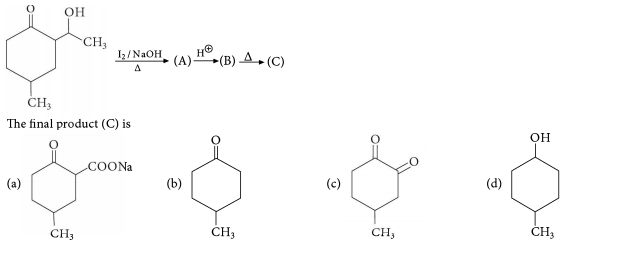 O OH
CH3
I2 / NaOH
Δ
(A) H⊕ (B) Δ (C)
CH3
The final product (C) is
(a) O COONa CH3
(b) O CH3
(c) O O CH3
(d) OH CH3